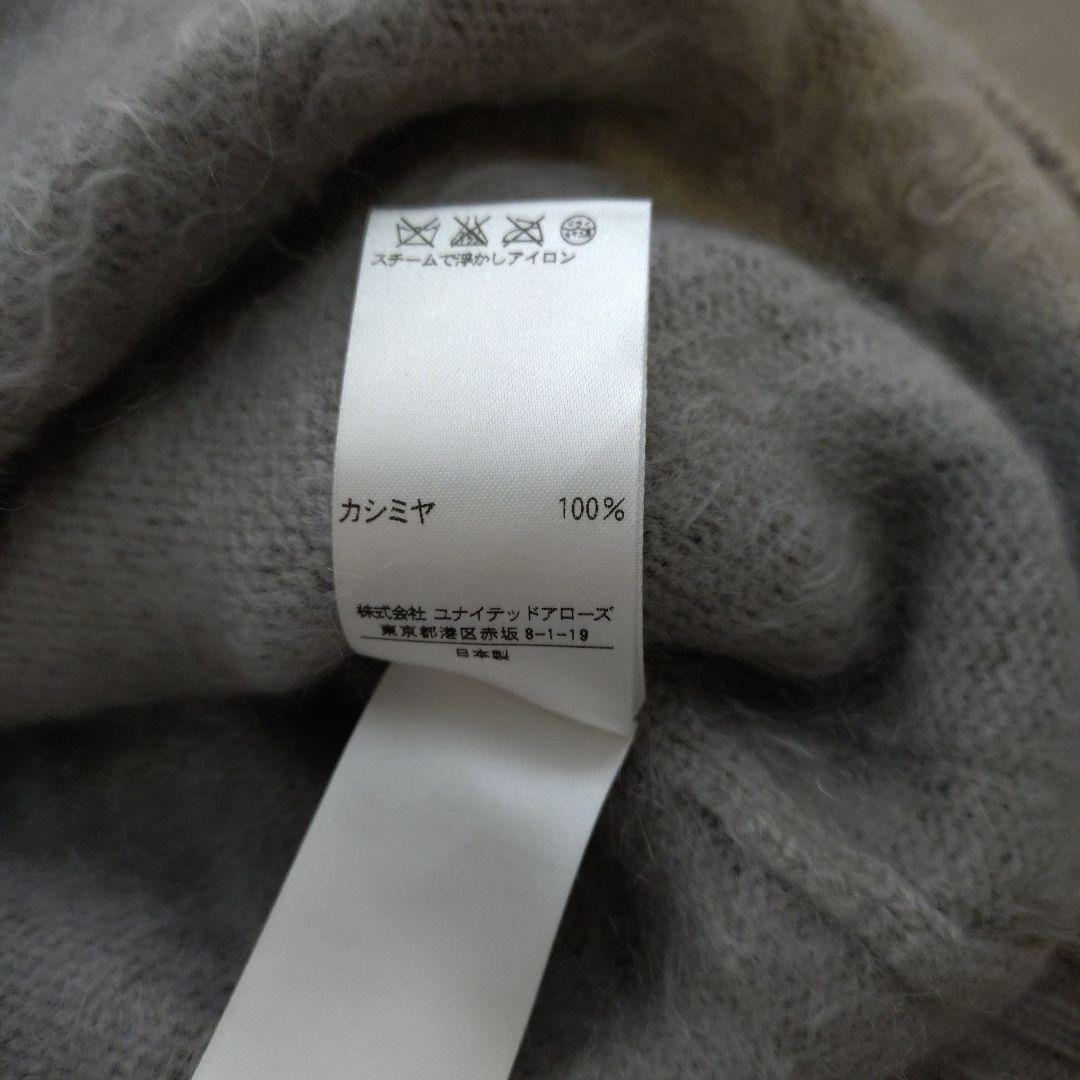 スチームで浮かしアイロン
カシミヤ 100%
株式会社 ユナイテッドアローズ
東京都港区赤坂 8-1-19
日本製